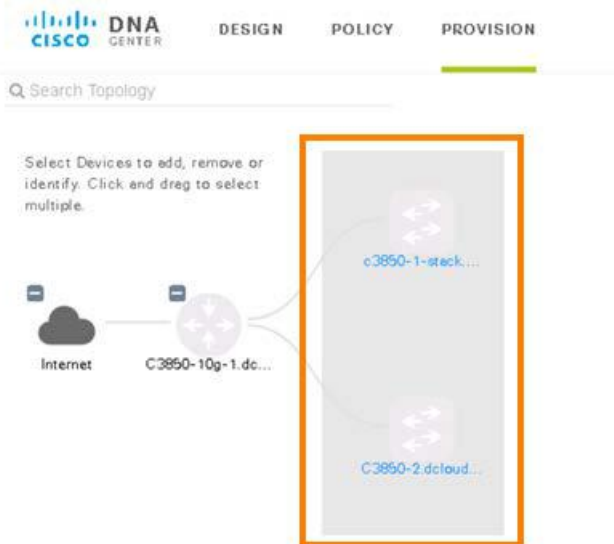 CISCO DNA CENTER
DESIGN
POLICY
PROVISION
Search Topology
Select Devices to add, remove or
identify. Click and dreg to select
multiple.
c3850-1-stack....
Internet
C3850-10g-1.dc...
C3850-2.dcloud...